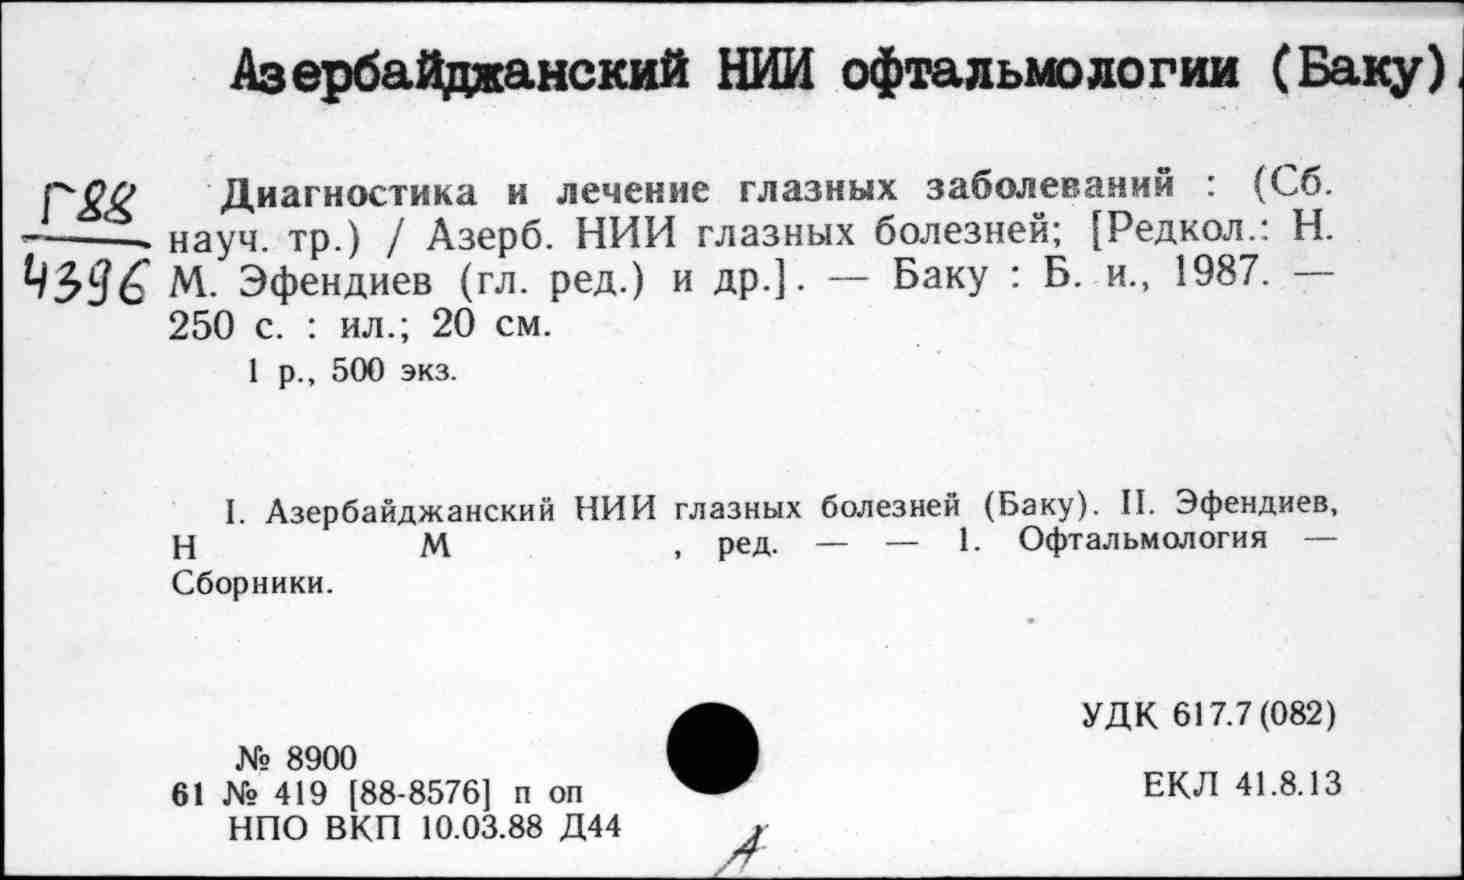 Азербайджанский НИИ офтальмологии (Баку).
Г88
4396
Диагностика и лечение глазных заболеваний : (Сб.
науч. тр.) / Азерб. НИИ глазных болезней; [Редкол.: Н.
М. Эфендиев (гл. ред.) и др.]. — Баку : Б. и., 1987. —
250 с. : ил.; 20 см.
1 р., 500 экз.
I. Азербайджанский НИИ глазных болезней (Баку). II. Эфендиев,
Н М , ред. — — 1. Офтальмология —
Сборники.
УДК 617.7(082)
№ 8900
61 № 419 [88-8576] п оп
ЕКЛ 41.8.13
НПО ВКП 10.03.88 Д44
А